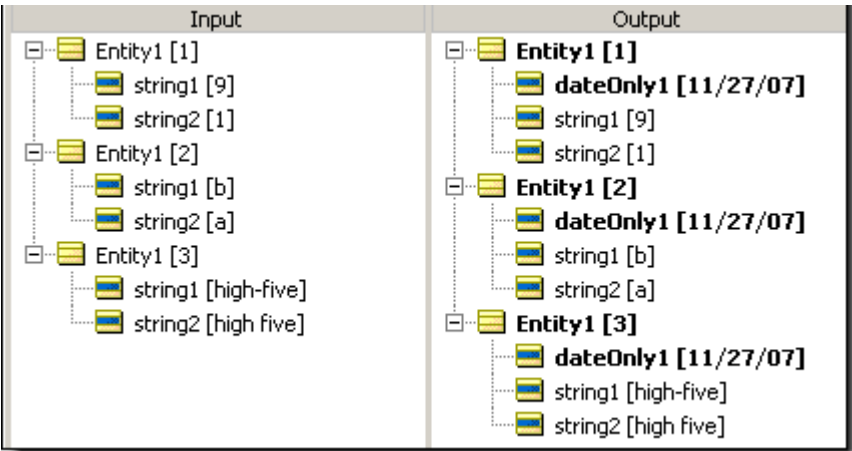 Input
Entity1 [1]
string1 [9]
string2 [1]
Entity1 [2]
string1 [b]
string2 [a]
Entity1 [3]
string1 [high-five]
string2 [high five]
Output
Entity1 [1]
dateOnly1 [11/27/07]
string1 [9]
string2 [1]
Entity1 [2]
dateOnly1 [11/27/07]
string1 [b]
string2 [a]
Entity1 [3]
dateOnly1 [11/27/07]
string1 [high-five]
string2 [high five]